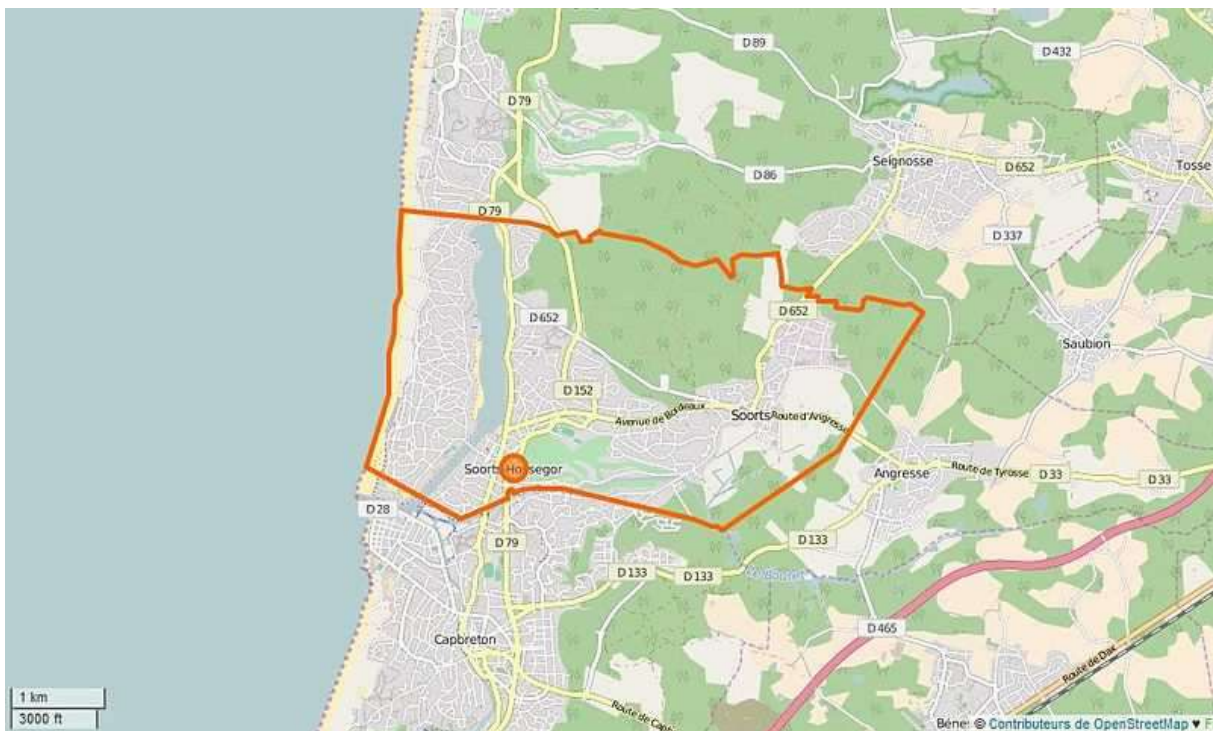 D89
D432
D79
Seignosse
D652
Tosse
D86
D79
D337
D652
D652
Saubion
D152
Avenue de Bordeaux
Soorts
Route d'Angresse
Soorts-Hossegor
Angresse
Route de Tyrosse
D33
D33
D28
D79
D133
D133
D133
Capbreton
D465
Route de Dax
1 km
3000 ft
Route de
Béné: © Contributeurs de OpenStreetMap ♥ F